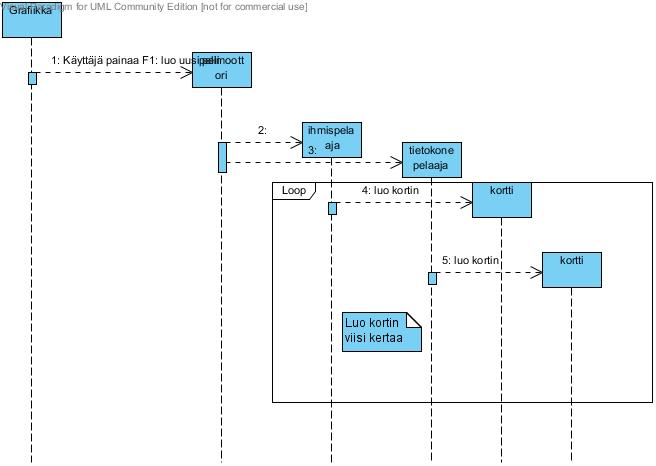 Visual Paradigm for UML Community Edition [not for commercial use]
Grafiikka
1: Käyttäjä painaa F1: luo uusi peli
pelimoott
ori
2:
ihmispela
aja
3:
tietokone
pelaaja
Loop
4: luo kortin
kortti
5: luo kortin
kortti
Luo kortin
viisi kertaa